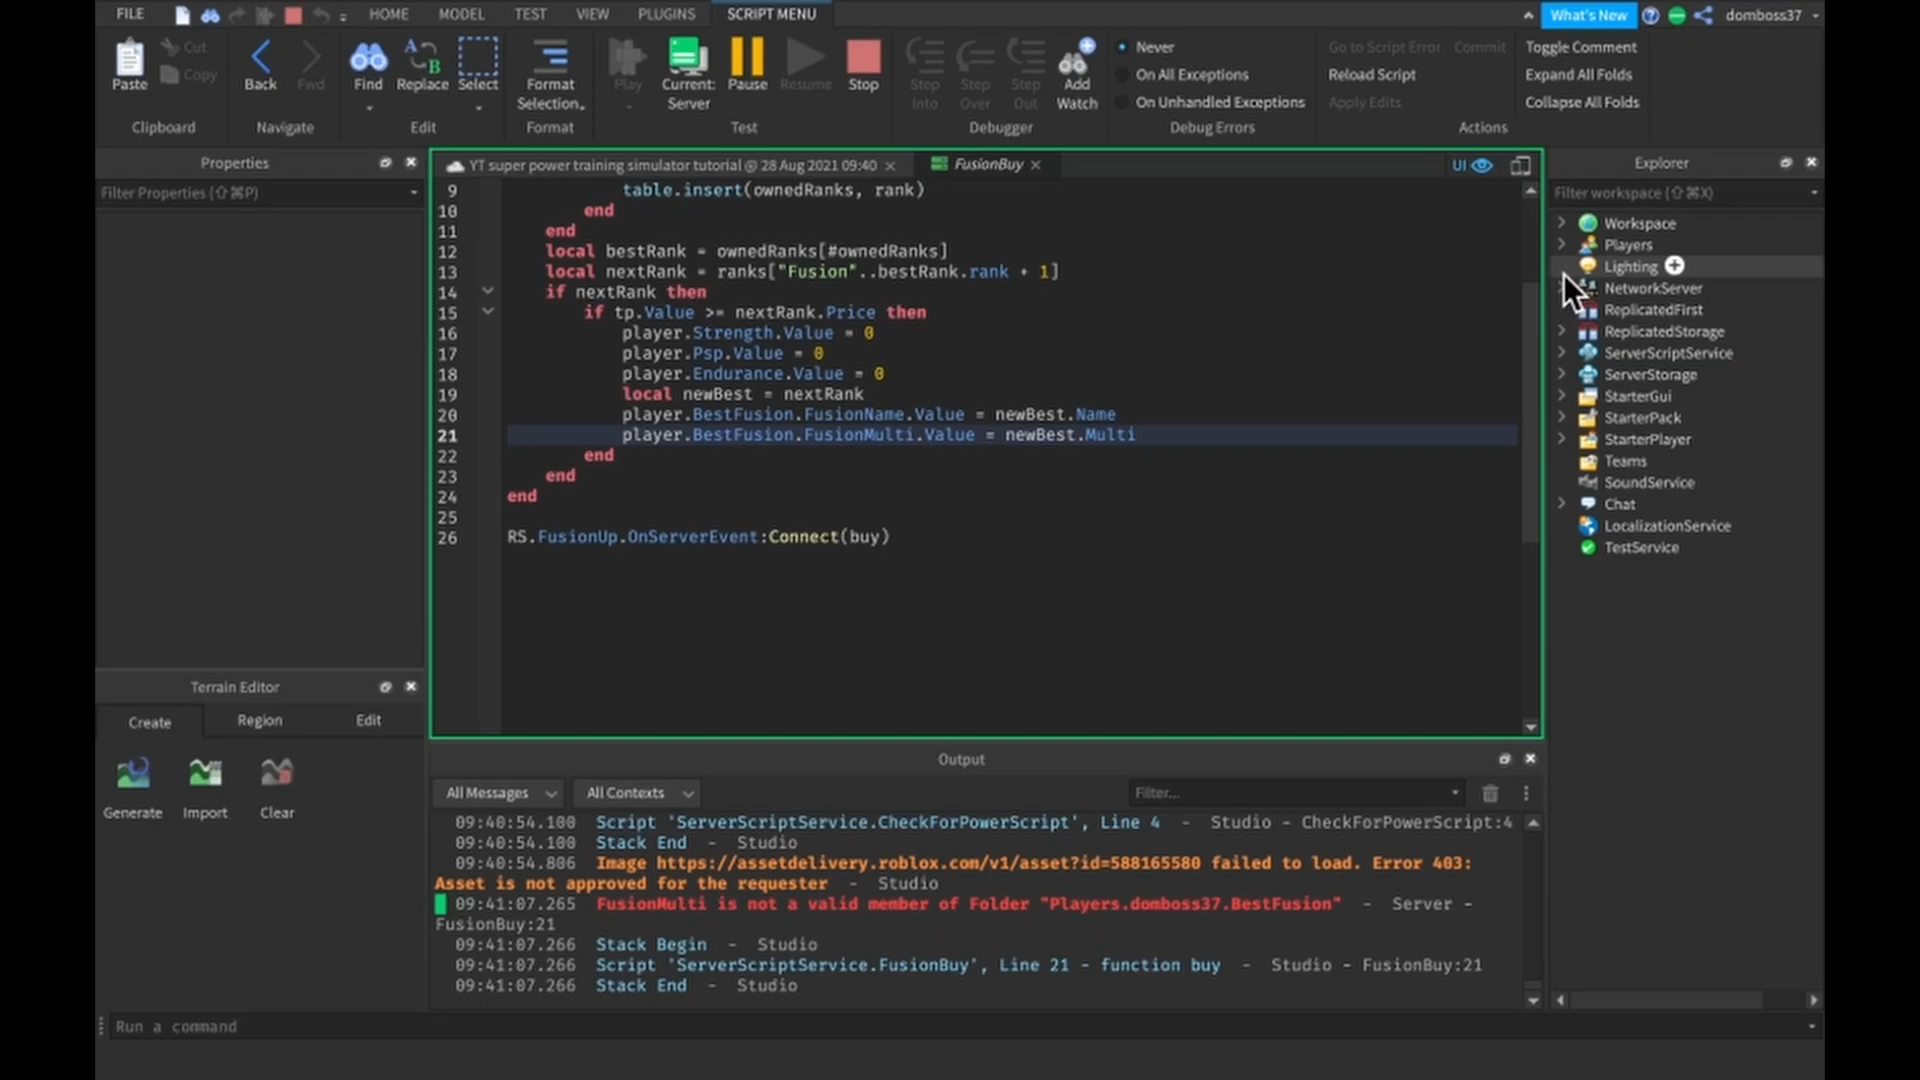 FILE HOME MODEL TEST VIEW PLUGINS SCRIPT MENU What's New domboss37
Paste Cut Copy Back Fwd Find Replace Select Format Selection Play Current: Server Pause Resume Stop Step Into Step Over Step Out Add Watch
Never
On All Exceptions
On Unhandled Exceptions
Go to Script Error Commit
Reload Script
Apply Edits
Toggle Comment
Expand All Folds
Collapse All Folds
Clipboard Navigate Edit Format Test Debugger Debug Errors Actions
Properties
Filter Properties (⇧⌘P)
YT super power training simulator tutorial @ 28 Aug 2021 09:40 FusionBuy UI
9 table.insert(ownedRanks, rank)
10 end
11 end
12 local bestRank = ownedRanks[#ownedRanks]
13 local nextRank = ranks["Fusion"..bestRank.rank + 1]
14 if nextRank then
15 if tp.Value >= nextRank.Price then
16 player.Strength.Value = 0
17 player.Psp.Value = 0
18 player.Endurance.Value = 0
19 local newBest = nextRank
20 player.BestFusion.FusionName.Value = newBest.Name
21 player.BestFusion.FusionMulti.Value = newBest.Multi
22 end
23 end
24 end
25
26 RS.FusionUp.OnServerEvent:Connect(buy)
Explorer
Filter workspace (⇧⌘X)
Workspace
Players
Lighting
NetworkServer
ReplicatedFirst
ReplicatedStorage
ServerScriptService
ServerStorage
StarterGui
StarterPack
StarterPlayer
Teams
SoundService
Chat
LocalizationService
TestService
Terrain Editor
Create Region Edit
Generate Import Clear
Output
All Messages All Contexts Filter...
09:40:54.100 Script 'ServerScriptService.CheckForPowerScript', Line 4 - Studio - CheckForPowerScript:4
09:40:54.100 Stack End - Studio
09:40:54.806 Image https://assetdelivery.roblox.com/v1/asset?id=588165580 failed to load. Error 403:
Asset is not approved for the requester - Studio
09:41:07.265 FusionMulti is not a valid member of Folder "Players.domboss37.BestFusion" - Server -
FusionBuy:21
09:41:07.266 Stack Begin - Studio
09:41:07.266 Script 'ServerScriptService.FusionBuy', Line 21 - function buy - Studio - FusionBuy:21
09:41:07.266 Stack End - Studio
Run a command